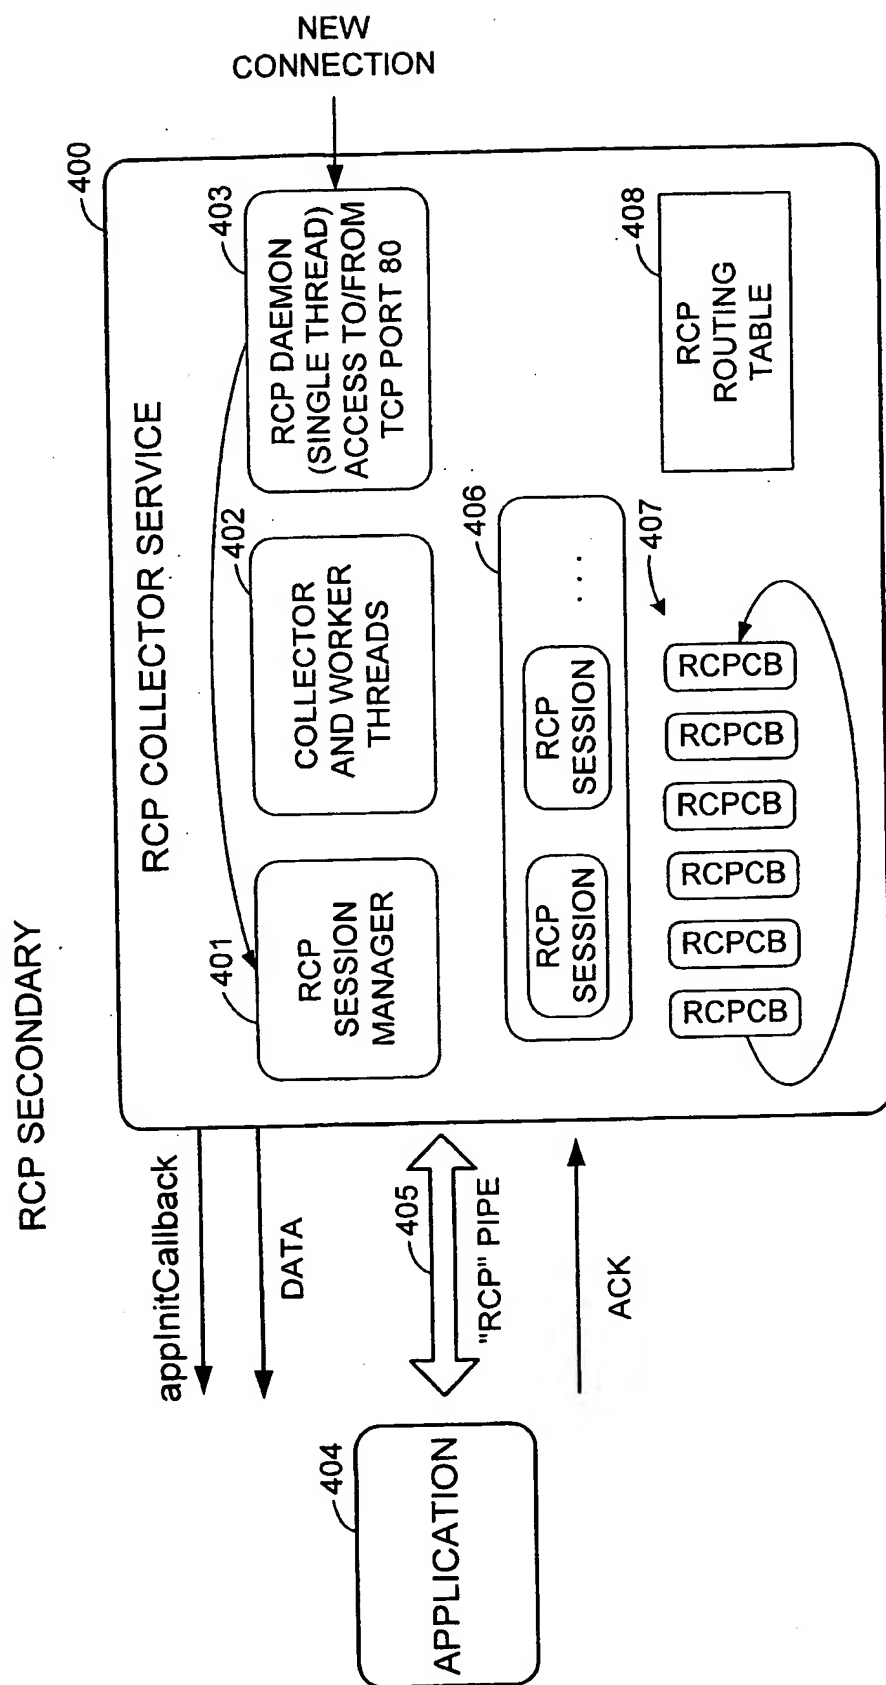 RCP SECONDARY
400
RCP COLLECTOR SERVICE
NEW
CONNECTION
appInitCallback
DATA
404
APPLICATION
405
"RCP" PIPE
ACK
401
RCP
SESSION
MANAGER
402
COLLECTOR
AND WORKER
THREADS
403
RCP DAEMON
(SINGLE THREAD)
ACCESS TO/FROM
TCP PORT 80
406
RCP
SESSION
RCP
SESSION
. . .
407
RCPCB
RCPCB
RCPCB
RCPCB
RCPCB
RCPCB
408
RCP
ROUTING
TABLE